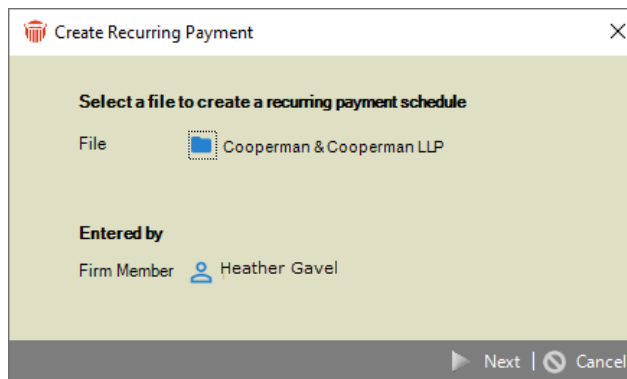 Create Recurring Payment
Select a file to create a recurring payment schedule
File Cooperman & Cooperman LLP
Entered by
Firm Member Heather Gavel
Next | Cancel